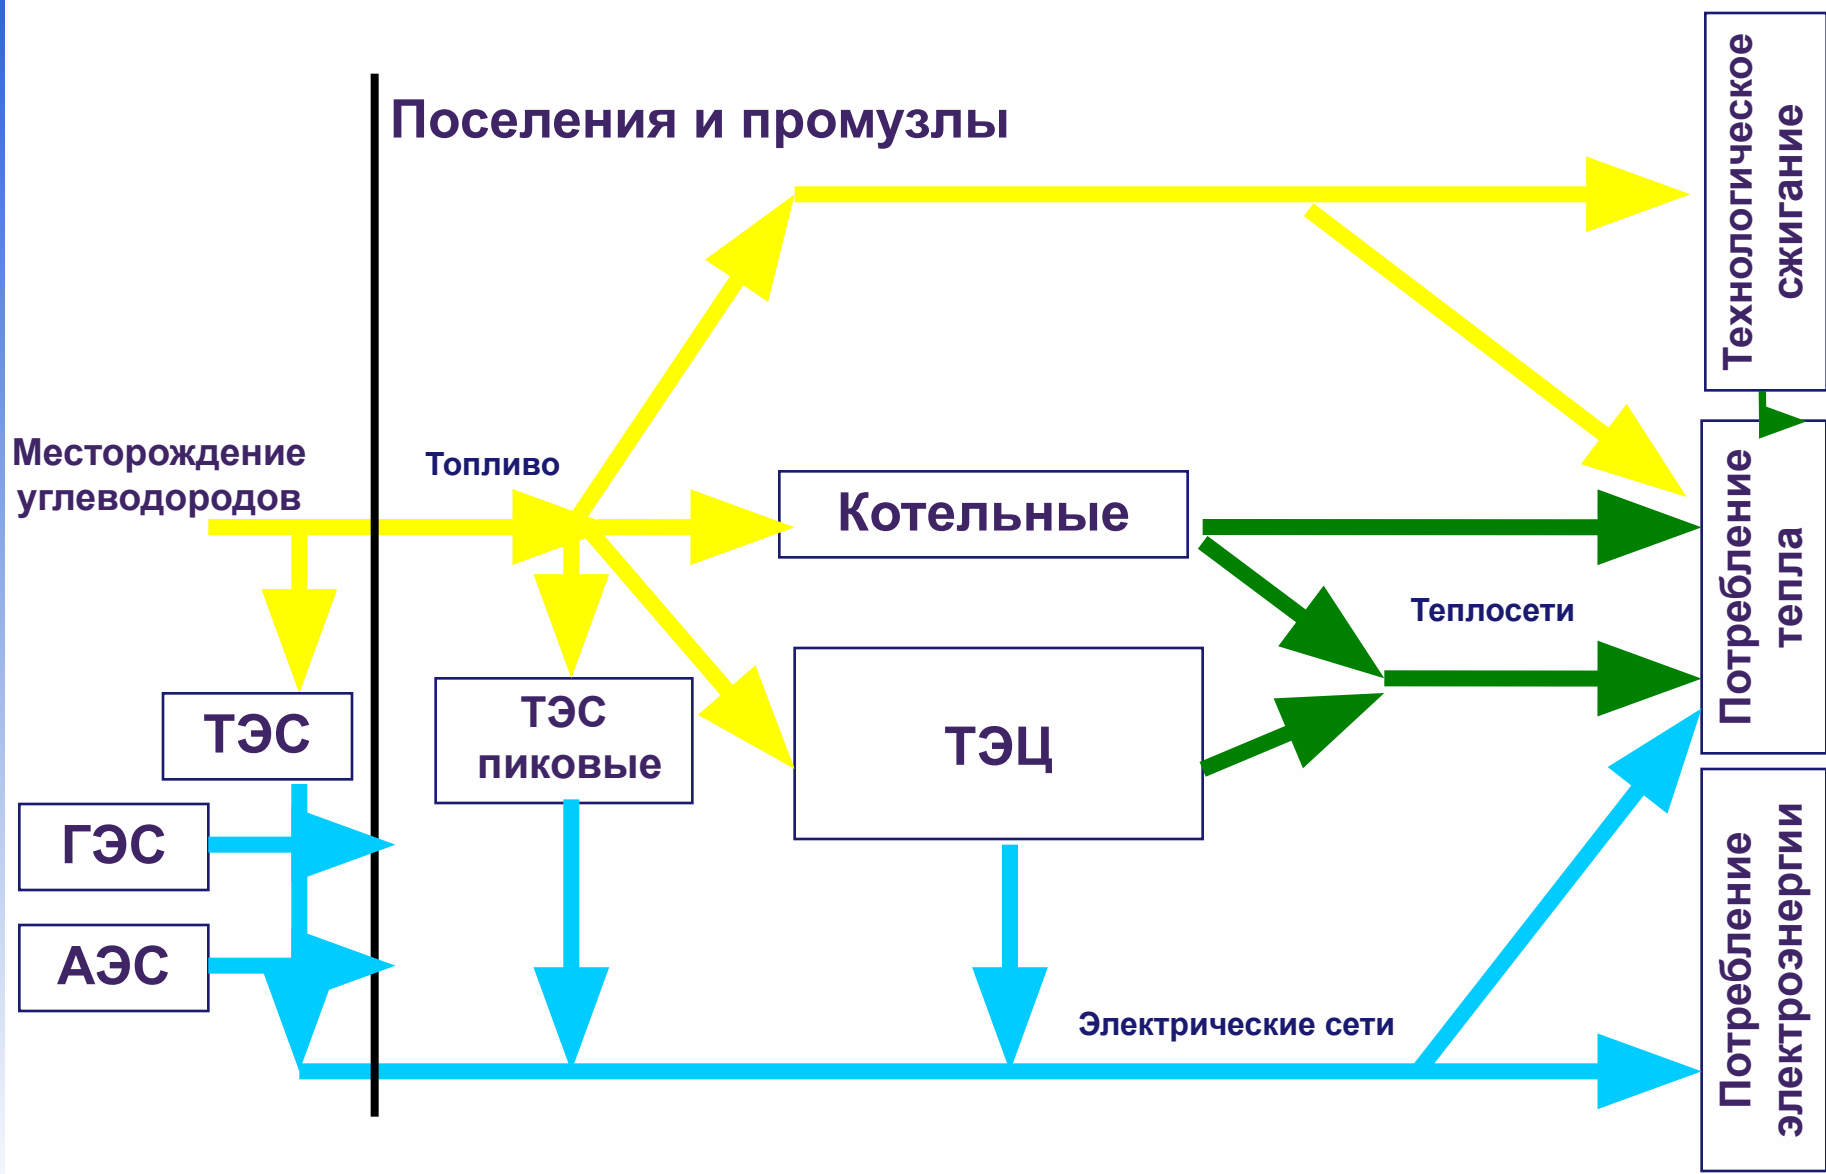 Поселения и промузлы
Технологическое
сжигание
Месторождение
углеводородов
Топливо
Котельные
Потребление
тепла
Теплосети
ТЭС
ТЭС
пиковые
ТЭЦ
ГЭС
АЭС
Электрические сети
Потребление
электроэнергии